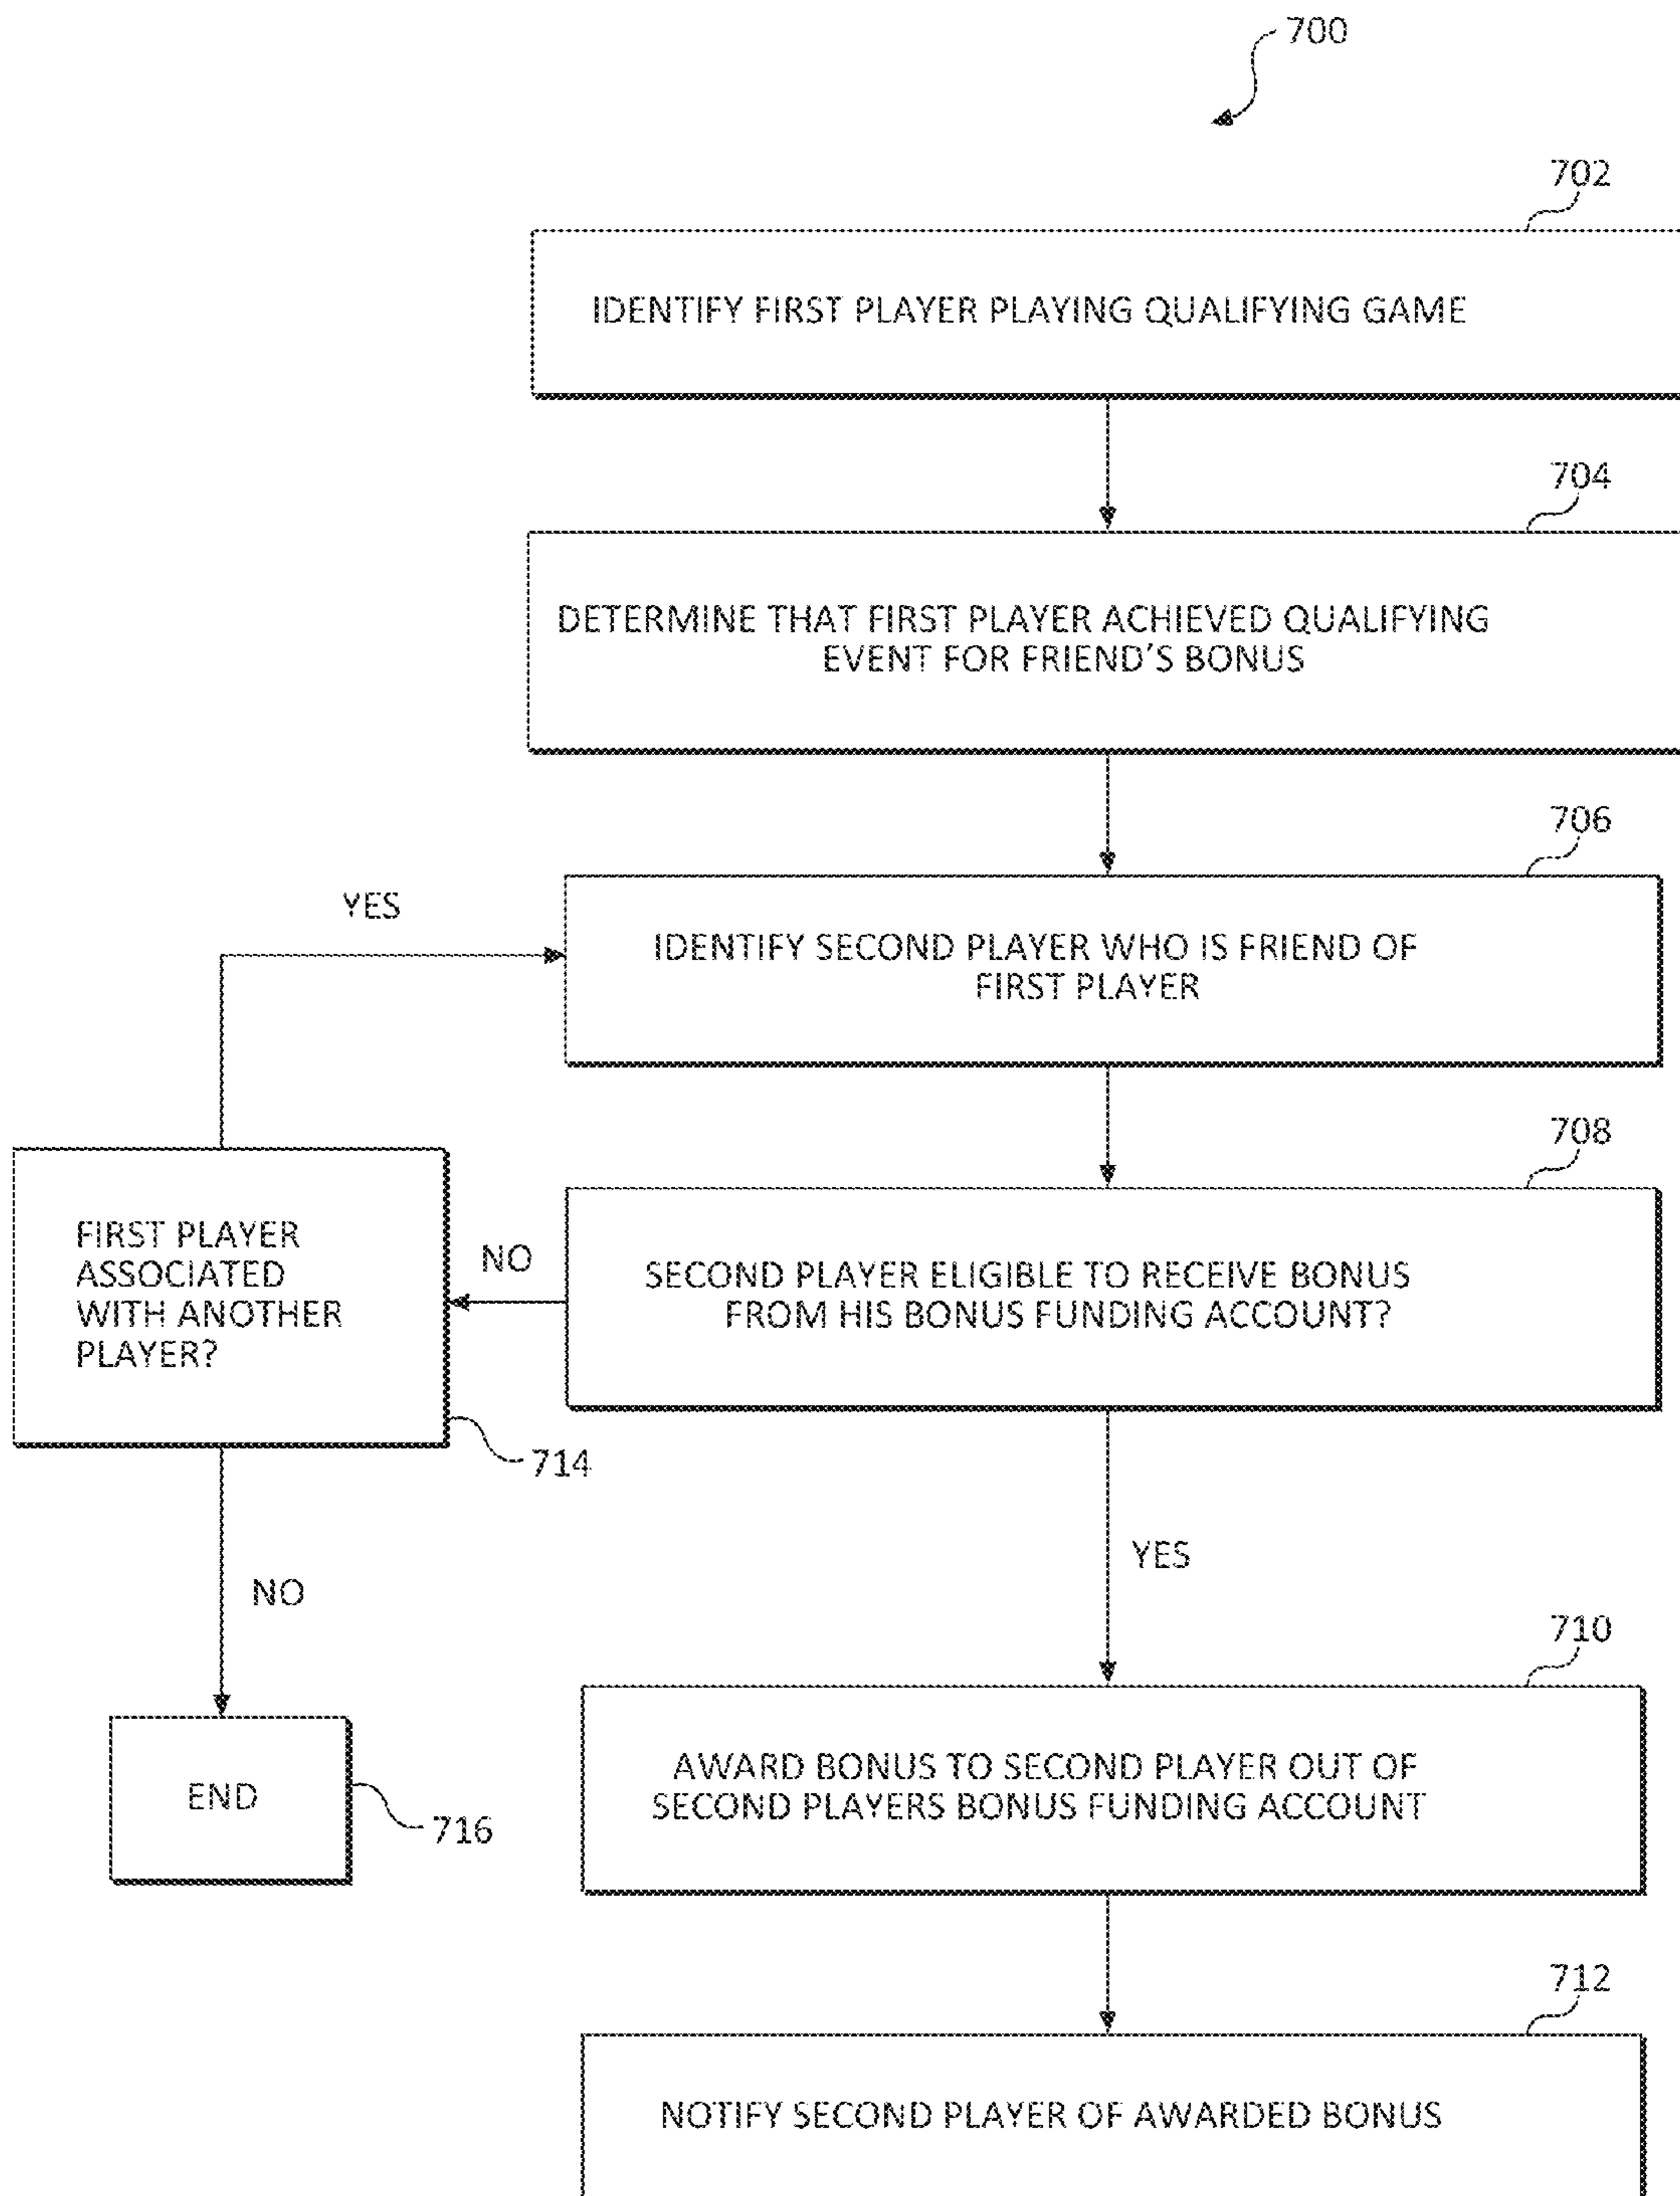 700
702
IDENTIFY FIRST PLAYER PLAYING QUALIFYING GAME
704
DETERMINE THAT FIRST PLAYER ACHIEVED QUALIFYING
EVENT FOR FRIEND'S BONUS
706
YES
IDENTIFY SECOND PLAYER WHO IS FRIEND OF
FIRST PLAYER
708
FIRST PLAYER
ASSOCIATED
WITH ANOTHER
PLAYER?
NO
SECOND PLAYER ELIGIBLE TO RECEIVE BONUS
FROM HIS BONUS FUNDING ACCOUNT?
714
YES
NO
710
AWARD BONUS TO SECOND PLAYER OUT OF
SECOND PLAYERS BONUS FUNDING ACCOUNT
END
716
712
NOTIFY SECOND PLAYER OF AWARDED BONUS